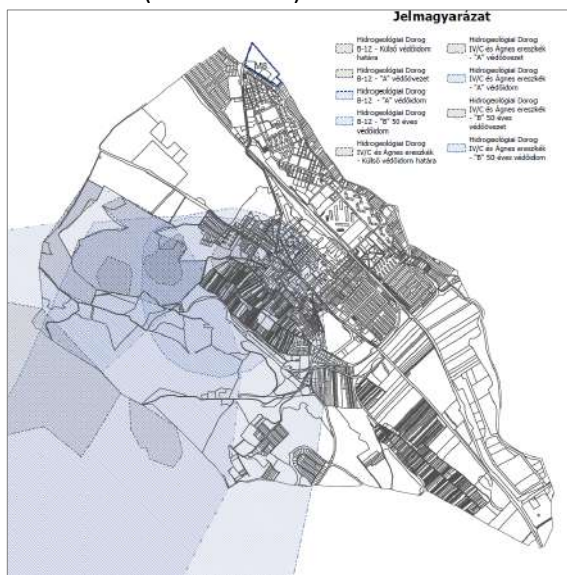 Jelmagyarázat
Hidrogeológiai Dorog
B-12 - Külső védőidom
határa
Hidrogeológiai Dorog
B-12 - "A" védőövezet
Hidrogeológiai Dorog
B-12 - "A" védőidom
Hidrogeológiai Dorog
B-12 - "B" 50 éves
védőidom
Hidrogeológiai Dorog
IV/C és Ágnes ereszkék
- Külső védőidom határa
Hidrogeológiai Dorog
IV/C és Ágnes ereszkék
- "A" védőövezet
Hidrogeológiai Dorog
IV/C és Ágnes ereszkék
- "A" védőidom
Hidrogeológiai Dorog
IV/C és Ágnes ereszkék
- "B" 50 éves
védőövezet
Hidrogeológiai Dorog
IV/C és Ágnes ereszkék
- "B" 50 éves védőidom